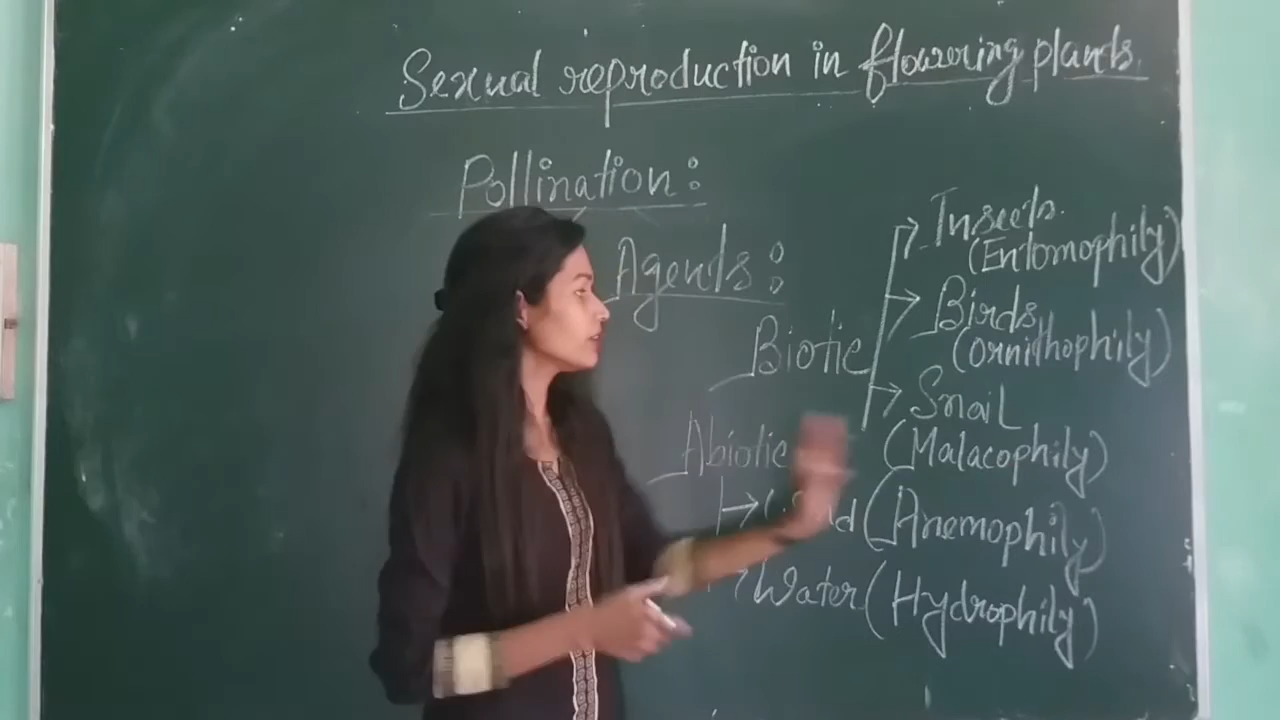 Sexual reproduction in flowering plants
Pollination:
Agents:
Biotic
Insects
(Entomophily)
Birds
(Ornithophily)
Snail
(Malacophily)
Abiotic
(Anemophily)
Water (Hydrophily)